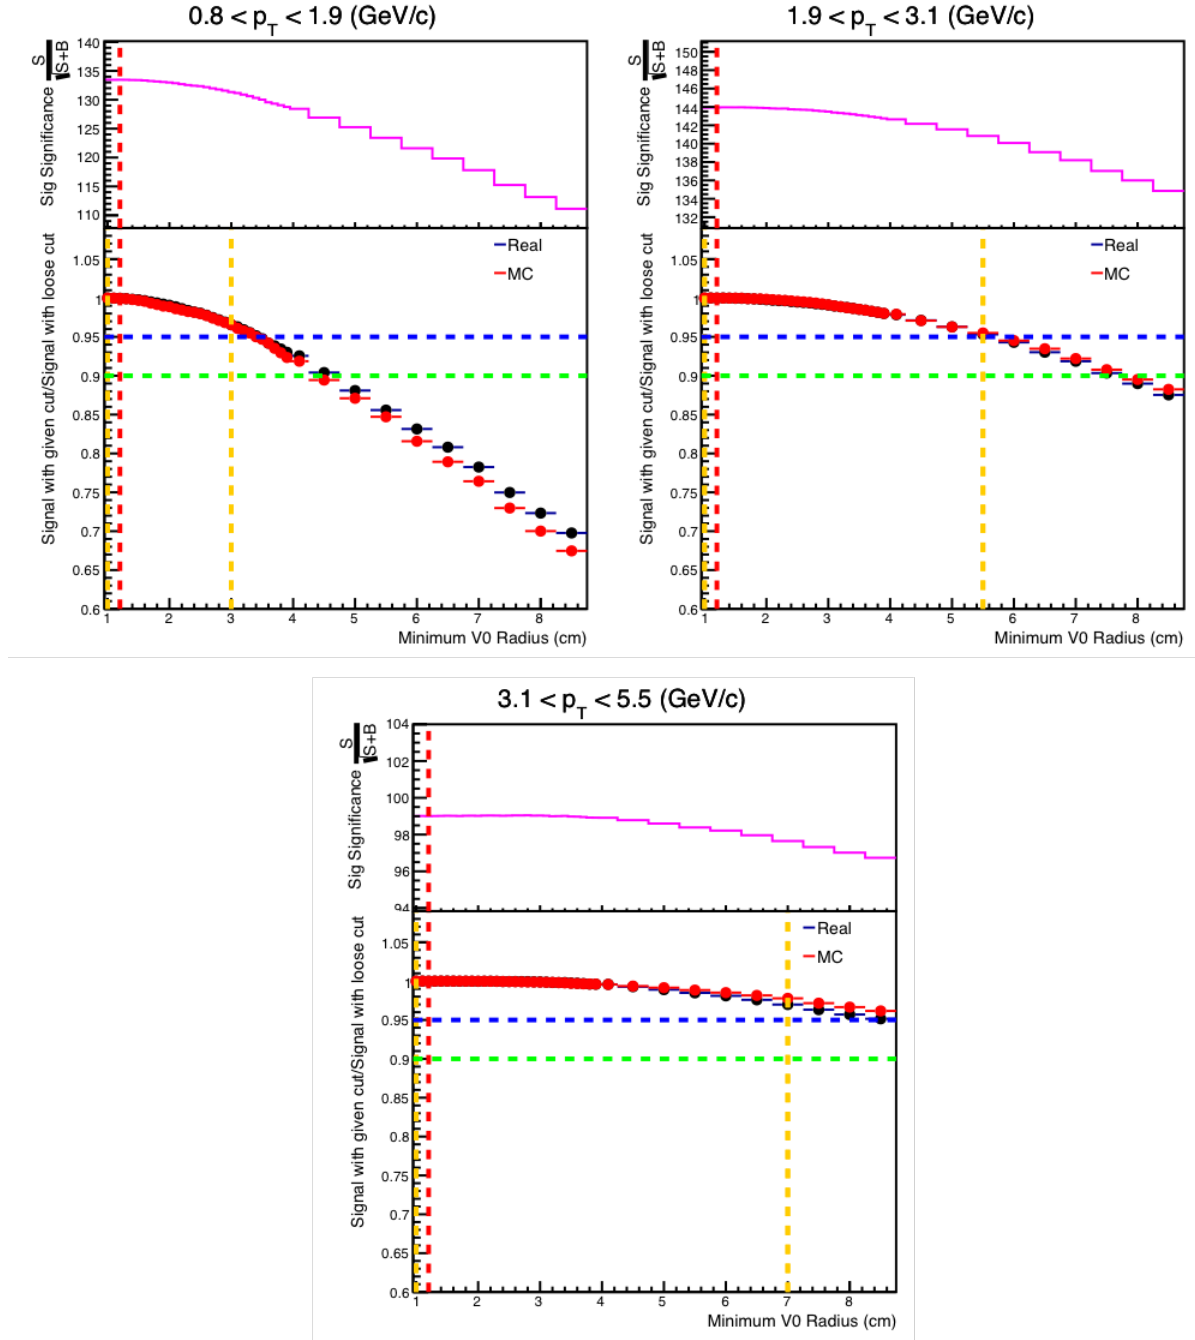 0.8 < p_T < 1.9 (GeV/c)
Sig Significance S/√S+B
140
135
130
125
120
115
110
Signal with given cut/Signal with loose cut
Real
MC
1.05
1
0.95
0.9
0.85
0.8
0.75
0.7
0.65
0.6
1 2 3 4 5 6 7 8
Minimum V0 Radius (cm)
1.9 < p_T < 3.1 (GeV/c)
Sig Significance S/√S+B
150
148
146
144
142
140
138
136
134
132
Signal with given cut/Signal with loose cut
Real
MC
1.05
1
0.95
0.9
0.85
0.8
0.75
0.7
0.65
0.6
1 2 3 4 5 6 7 8
Minimum V0 Radius (cm)
3.1 < p_T < 5.5 (GeV/c)
Sig Significance S/√S+B
104
102
100
98
96
94
Signal with given cut/Signal with loose cut
Real
MC
1.05
1
0.95
0.9
0.85
0.8
0.75
0.7
0.65
0.6
1 2 3 4 5 6 7 8
Minimum V0 Radius (cm)